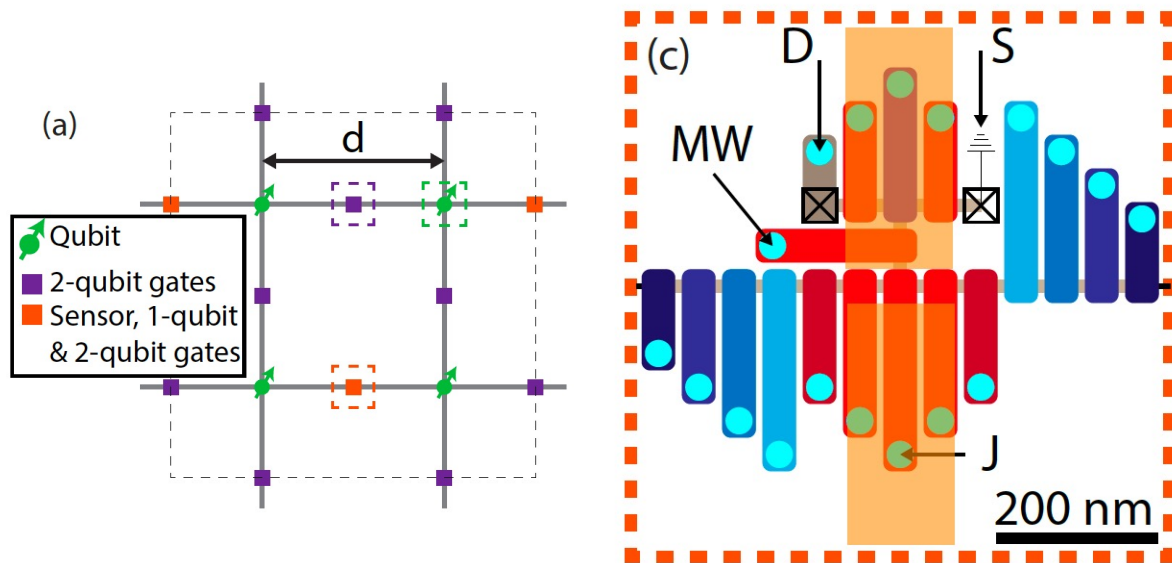 (a)
d
Qubit
2-qubit gates
Sensor, 1-qubit
& 2-qubit gates
(c)
D
S
MW
J
200 nm